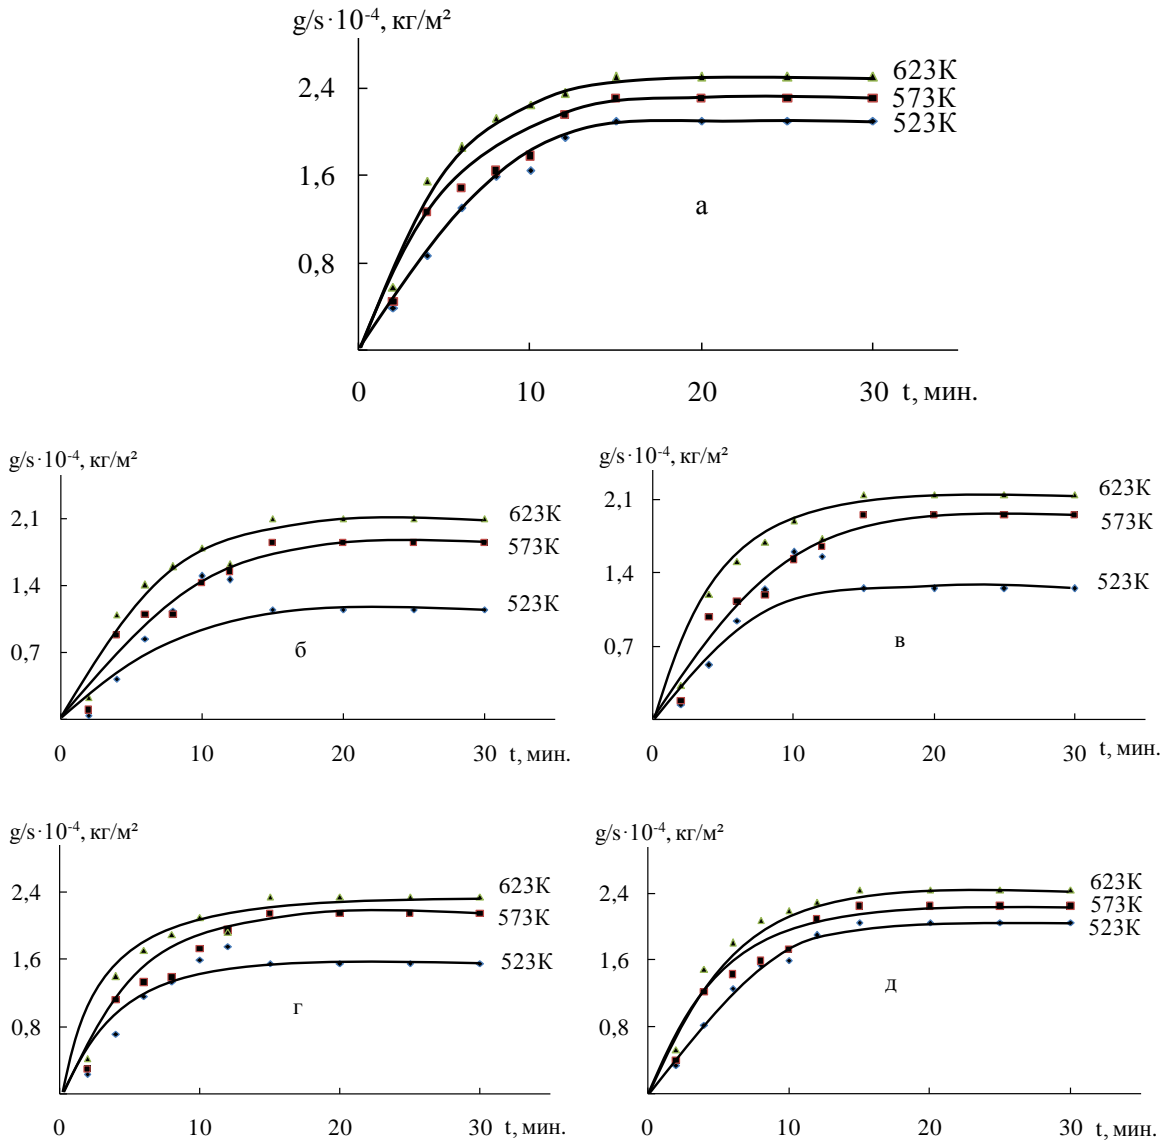 g/s·10⁻⁴, кг/м²
2,4
1,6
0,8
623К
573К
523К
а
0 10 20 30 t, мин.
g/s·10⁻⁴, кг/м²
2,1
1,4
0,7
623К
573К
523К
б
0 10 20 30 t, мин.
g/s·10⁻⁴, кг/м²
2,1
1,4
0,7
623К
573К
523К
в
0 10 20 30 t, мин.
g/s·10⁻⁴, кг/м²
2,4
1,6
0,8
623К
573К
523К
г
0 10 20 30 t, мин.
g/s·10⁻⁴, кг/м²
2,4
1,6
0,8
623К
573К
523К
д
0 10 20 30 t, мин.